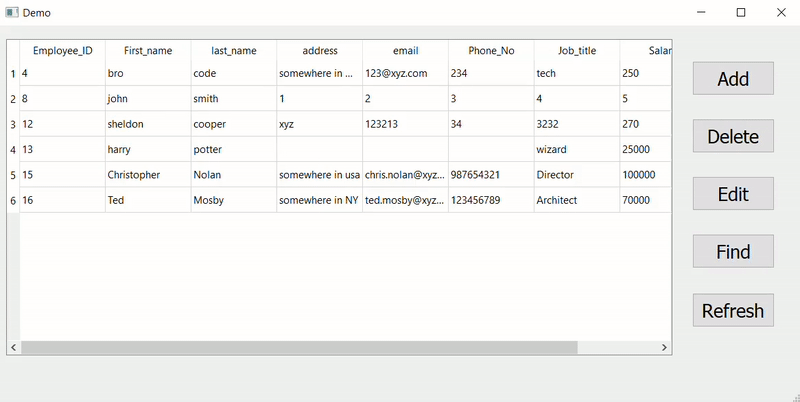 Demo
Employee_ID First_name last_name address email Phone_No Job_title Salar
1 4 bro code somewhere in ... 123@xyz.com 234 tech 250
2 8 john smith 1 2 3 4 5
3 12 sheldon cooper xyz 123213 34 3232 270
4 13 harry potter wizard 25000
5 15 Christopher Nolan somewhere in usa chris.nolan@xyz... 987654321 Director 100000
6 16 Ted Mosby somewhere in NY ted.mosby@xyz... 123456789 Architect 70000
Add
Delete
Edit
Find
Refresh